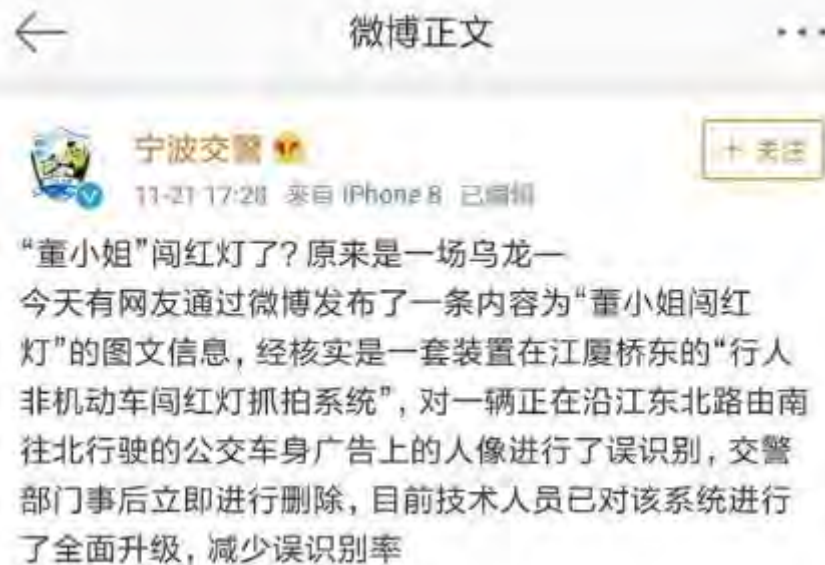 微博正文
宁波交警
+ 关注
11-21 17:28 来自 iPhone 8 已编辑
“董小姐”闯红灯了？原来是一场乌龙—
今天有网友通过微博发布了一条内容为“董小姐闯红
灯”的图文信息，经核实是一套装置在江厦桥东的“行人
非机动车闯红灯抓拍系统”，对一辆正在沿江东北路由南
往北行驶的公交车身广告上的人像进行了误识别，交警
部门事后立即进行删除，目前技术人员已对该系统进行
了全面升级，减少误识别率